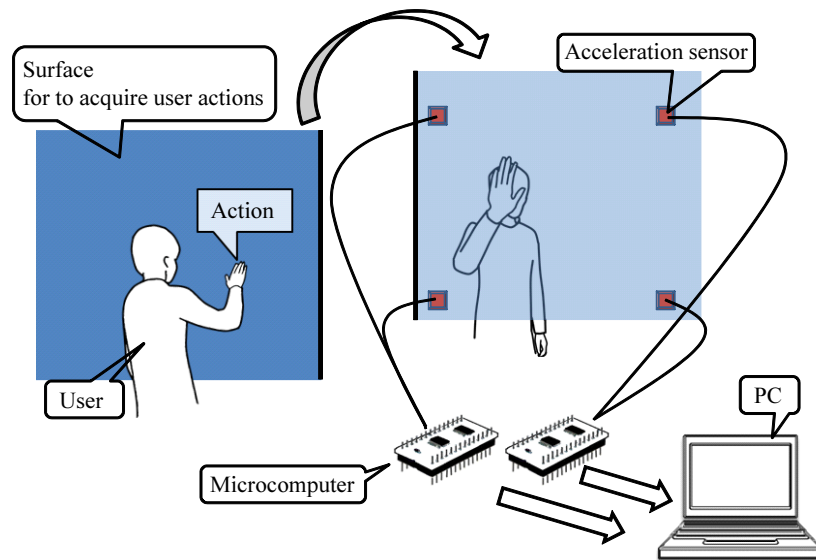 Surface
for to acquire user actions
Acceleration sensor
Action
User
PC
Microcomputer